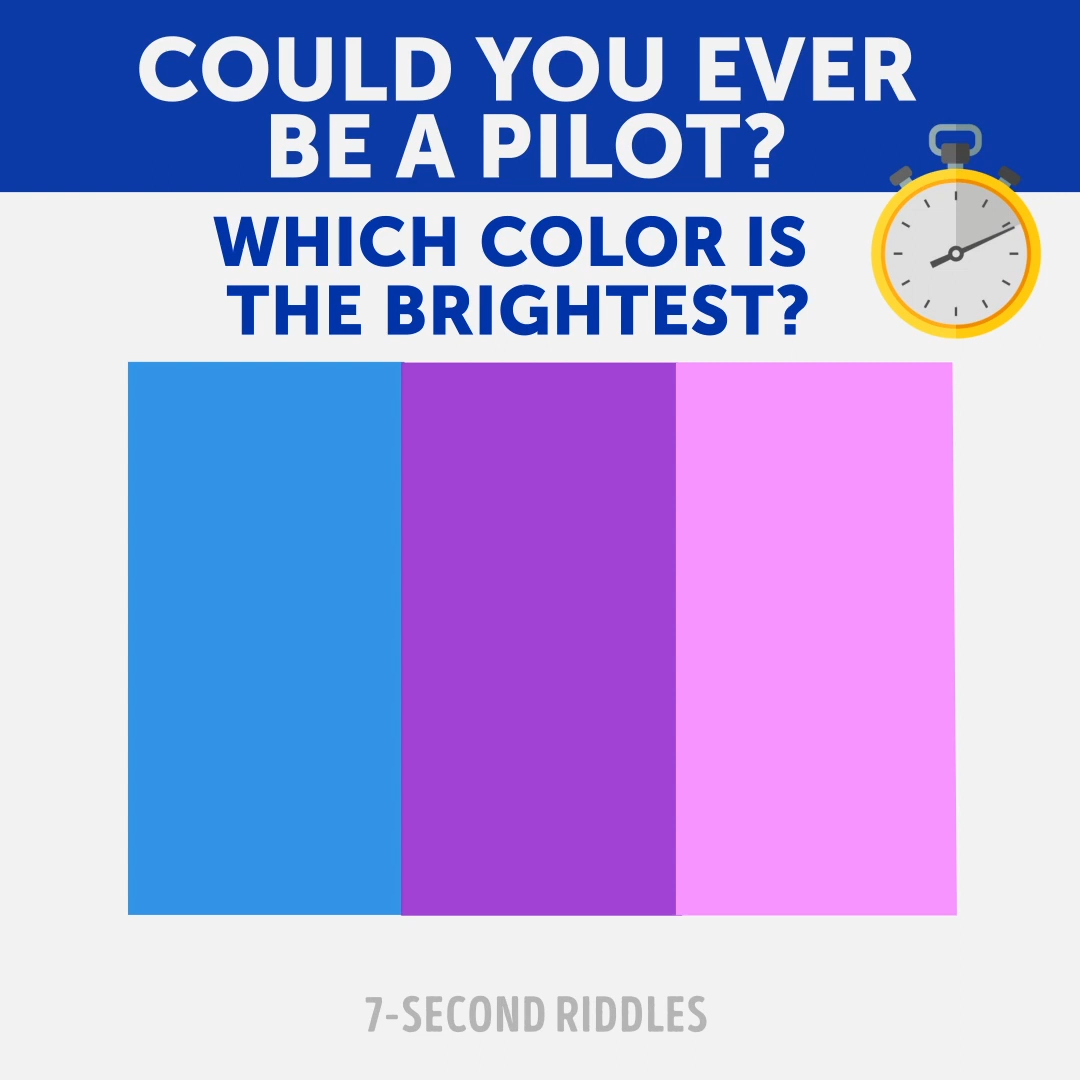 COULD YOU EVER
BE A PILOT?
WHICH COLOR IS
THE BRIGHTEST?
7-SECOND RIDDLES